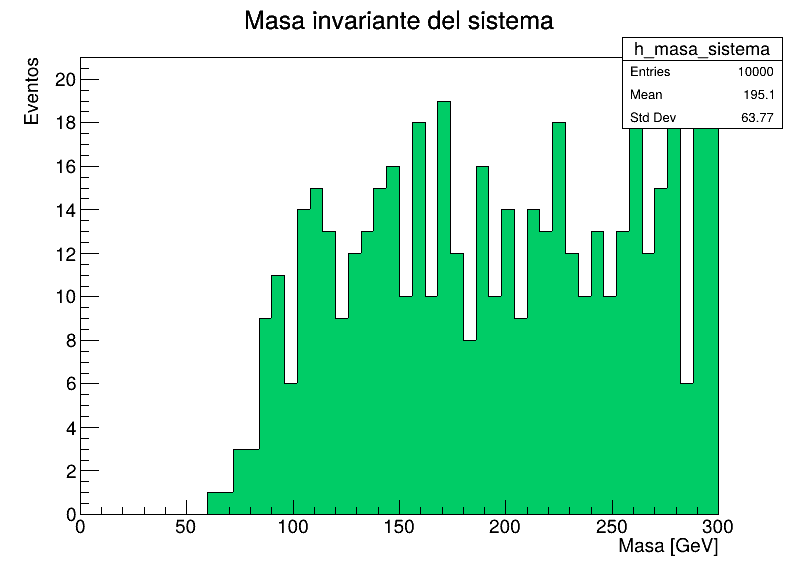 Masa invariante del sistema
h_masa_sistema
Entries 10000
Mean 195.1
Std Dev 63.77
Eventos
20
18
16
14
12
10
8
6
4
2
0
0 50 100 150 200 250 300
Masa [GeV]